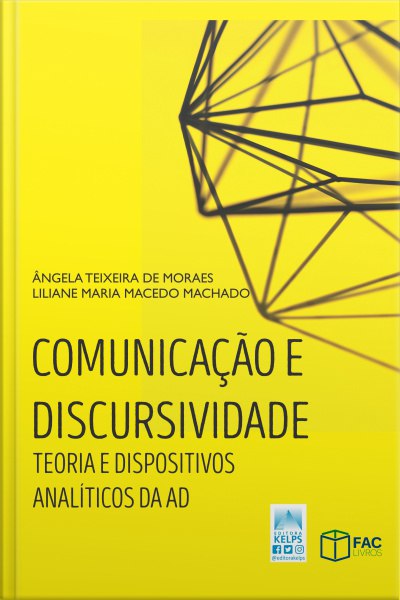 ÂNGELA TEIXEIRA DE MORAES
LILIANE MARIA MACEDO MACHADO
COMUNICAÇÃO E
DISCURSIVIDADE
TEORIA E DISPOSITIVOS
ANALÍTICOS DA AD
EDITORA
KELPS
@editorakelps
FAC
LIVROS